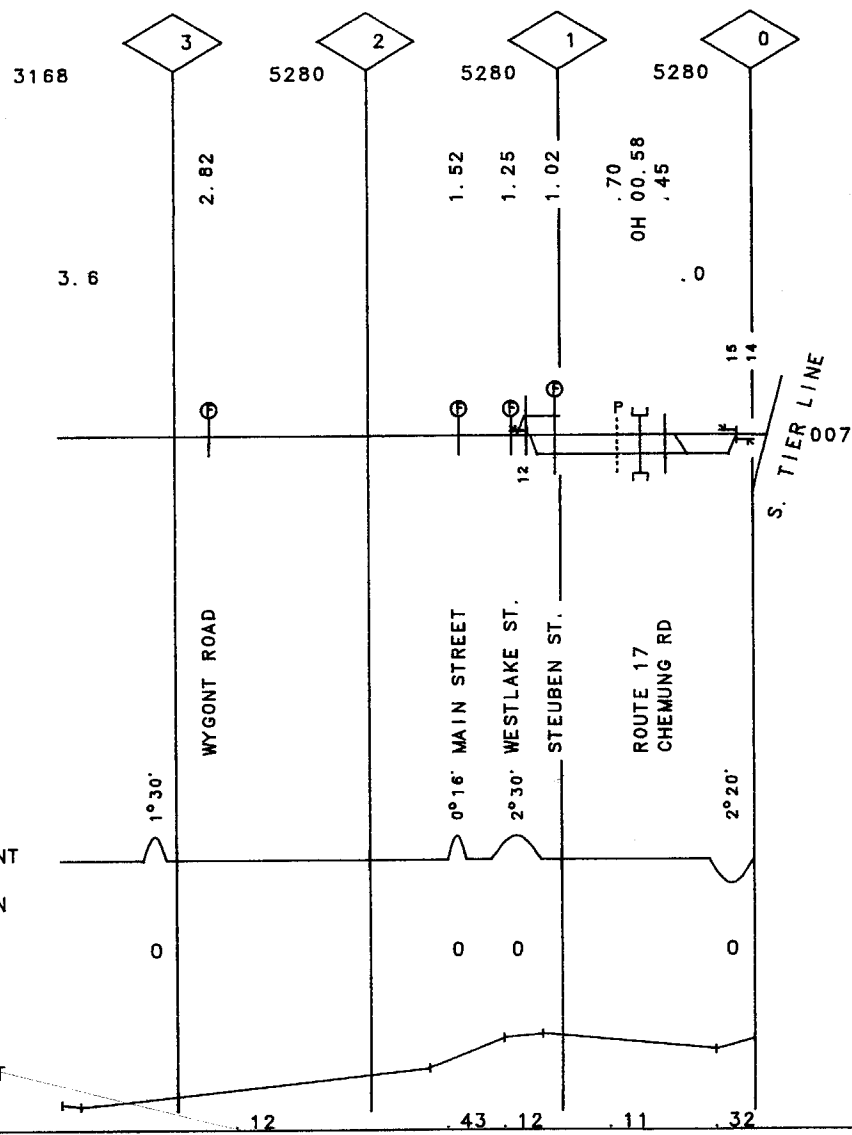 3
2
1
0
3168
5280
5280
5280
2.82
1.52
1.25
1.02
.70
OH 00.58
.45
3.6
.0
15
14
F
F
F
F
P
12
S. TIER LINE
007
WYGONT ROAD
MAIN STREET
WESTLAKE ST.
STEUBEN ST.
ROUTE 17
CHEMUNG RD
1°30'
0°16'
2°30'
2°20'
NT
N
0
0
0
0
T
.12
.43
.12
.11
.32